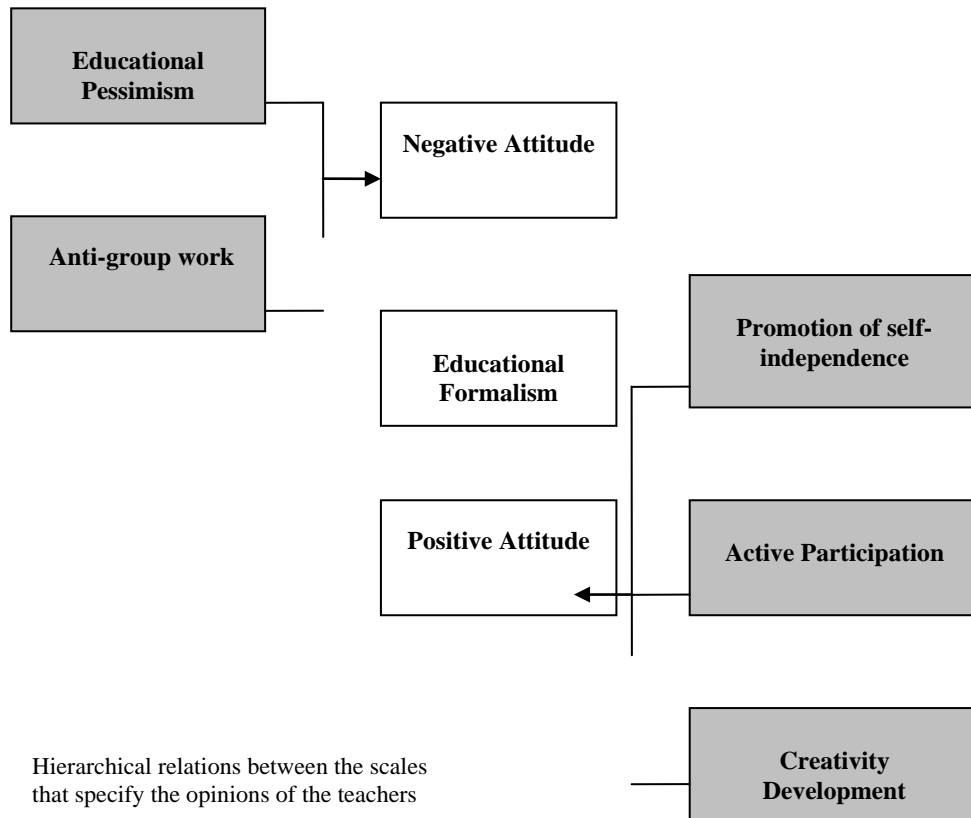 Educational
Pessimism
Negative Attitude
Anti-group work
Promotion of self-
independence
Educational
Formalism
Positive Attitude
Active Participation
Creativity
Development
Hierarchical relations between the scales
that specify the opinions of the teachers